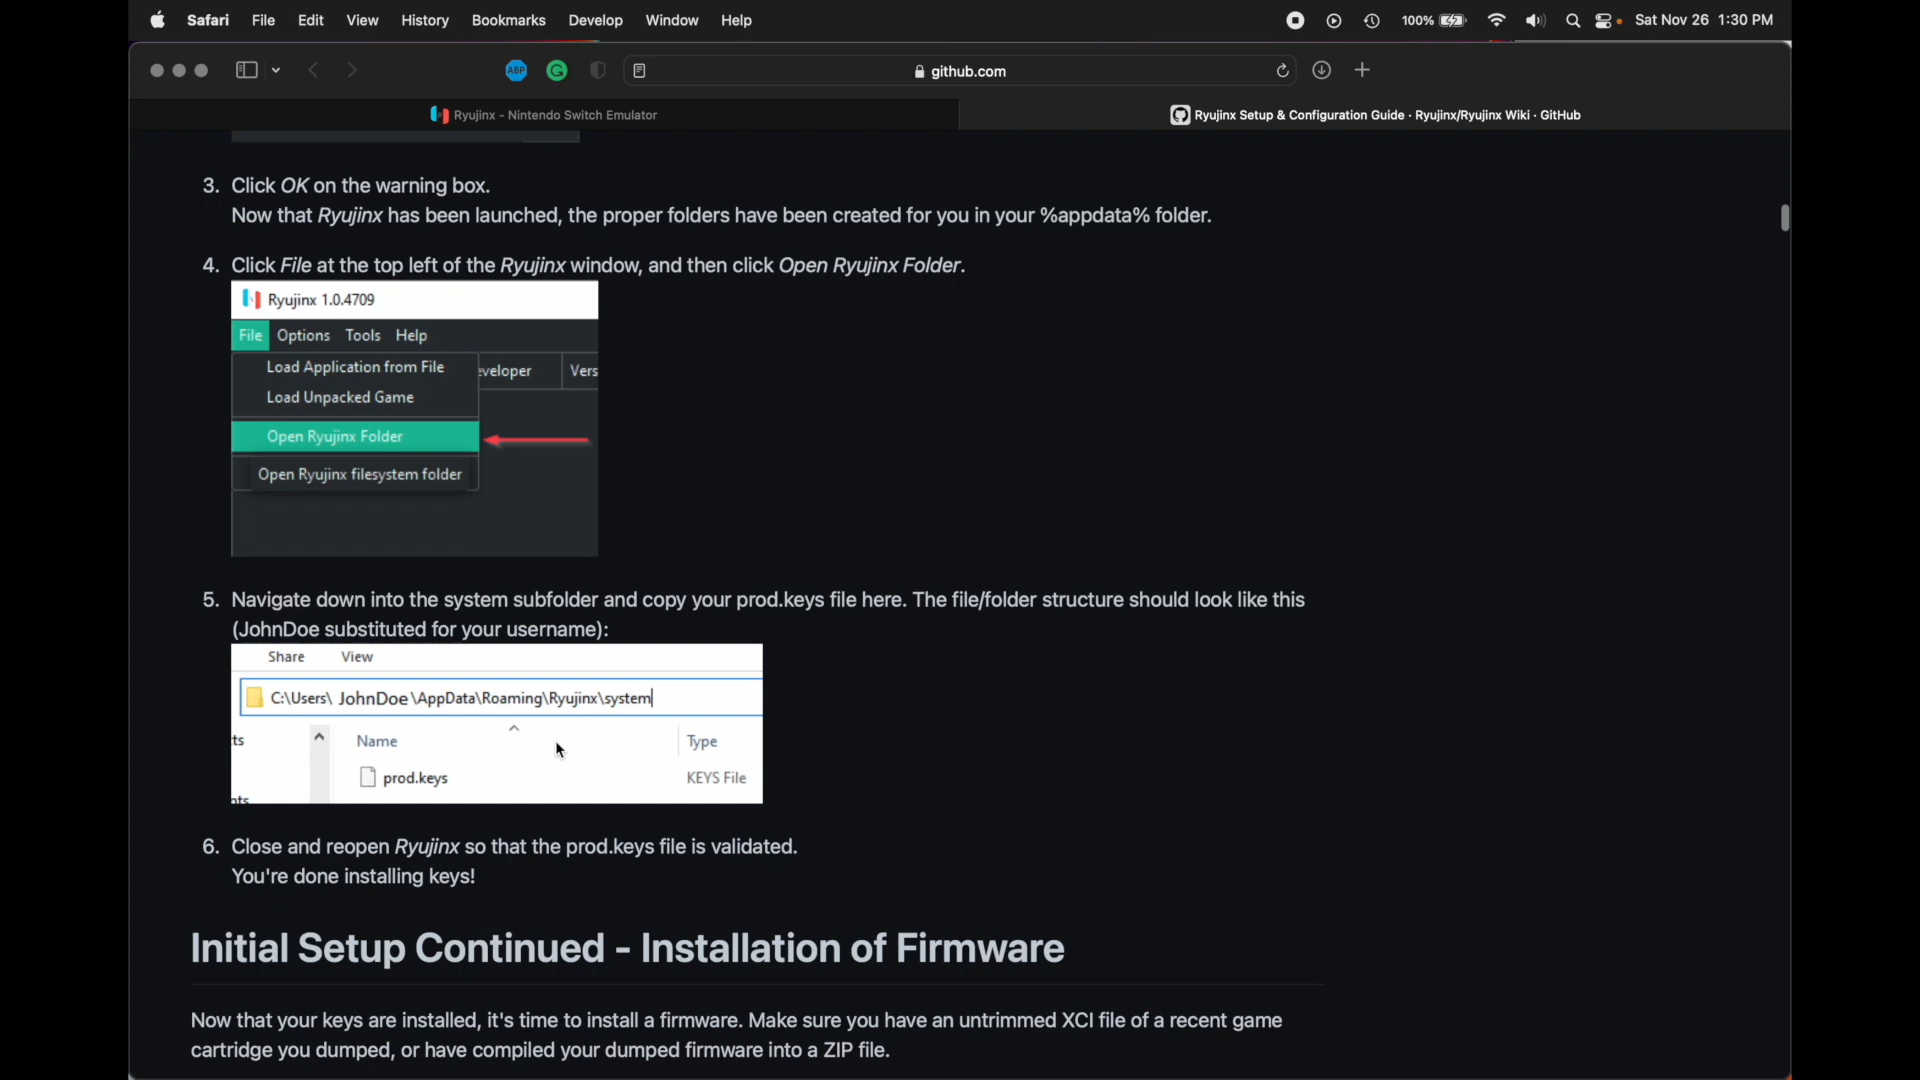 Safari File Edit View History Bookmarks Develop Window Help 100% Sat Nov 26 1:30 PM
ABP github.com
Ryujinx - Nintendo Switch Emulator
Ryujinx Setup & Configuration Guide · Ryujinx/Ryujinx Wiki · GitHub
3. Click OK on the warning box.
Now that Ryujinx has been launched, the proper folders have been created for you in your %appdata% folder.
4. Click File at the top left of the Ryujinx window, and then click Open Ryujinx Folder.
Ryujinx 1.0.4709
File Options Tools Help
Load Application from File
eveloper Vers
Load Unpacked Game
Open Ryujinx Folder
Open Ryujinx filesystem folder
5. Navigate down into the system subfolder and copy your prod.keys file here. The file/folder structure should look like this
(JohnDoe substituted for your username):
Share View
C:\Users\ JohnDoe \AppData\Roaming\Ryujinx\system
ts Name Type
prod.keys KEYS File
nts
6. Close and reopen Ryujinx so that the prod.keys file is validated.
You're done installing keys!
Initial Setup Continued - Installation of Firmware
Now that your keys are installed, it's time to install a firmware. Make sure you have an untrimmed XCI file of a recent game
cartridge you dumped, or have compiled your dumped firmware into a ZIP file.